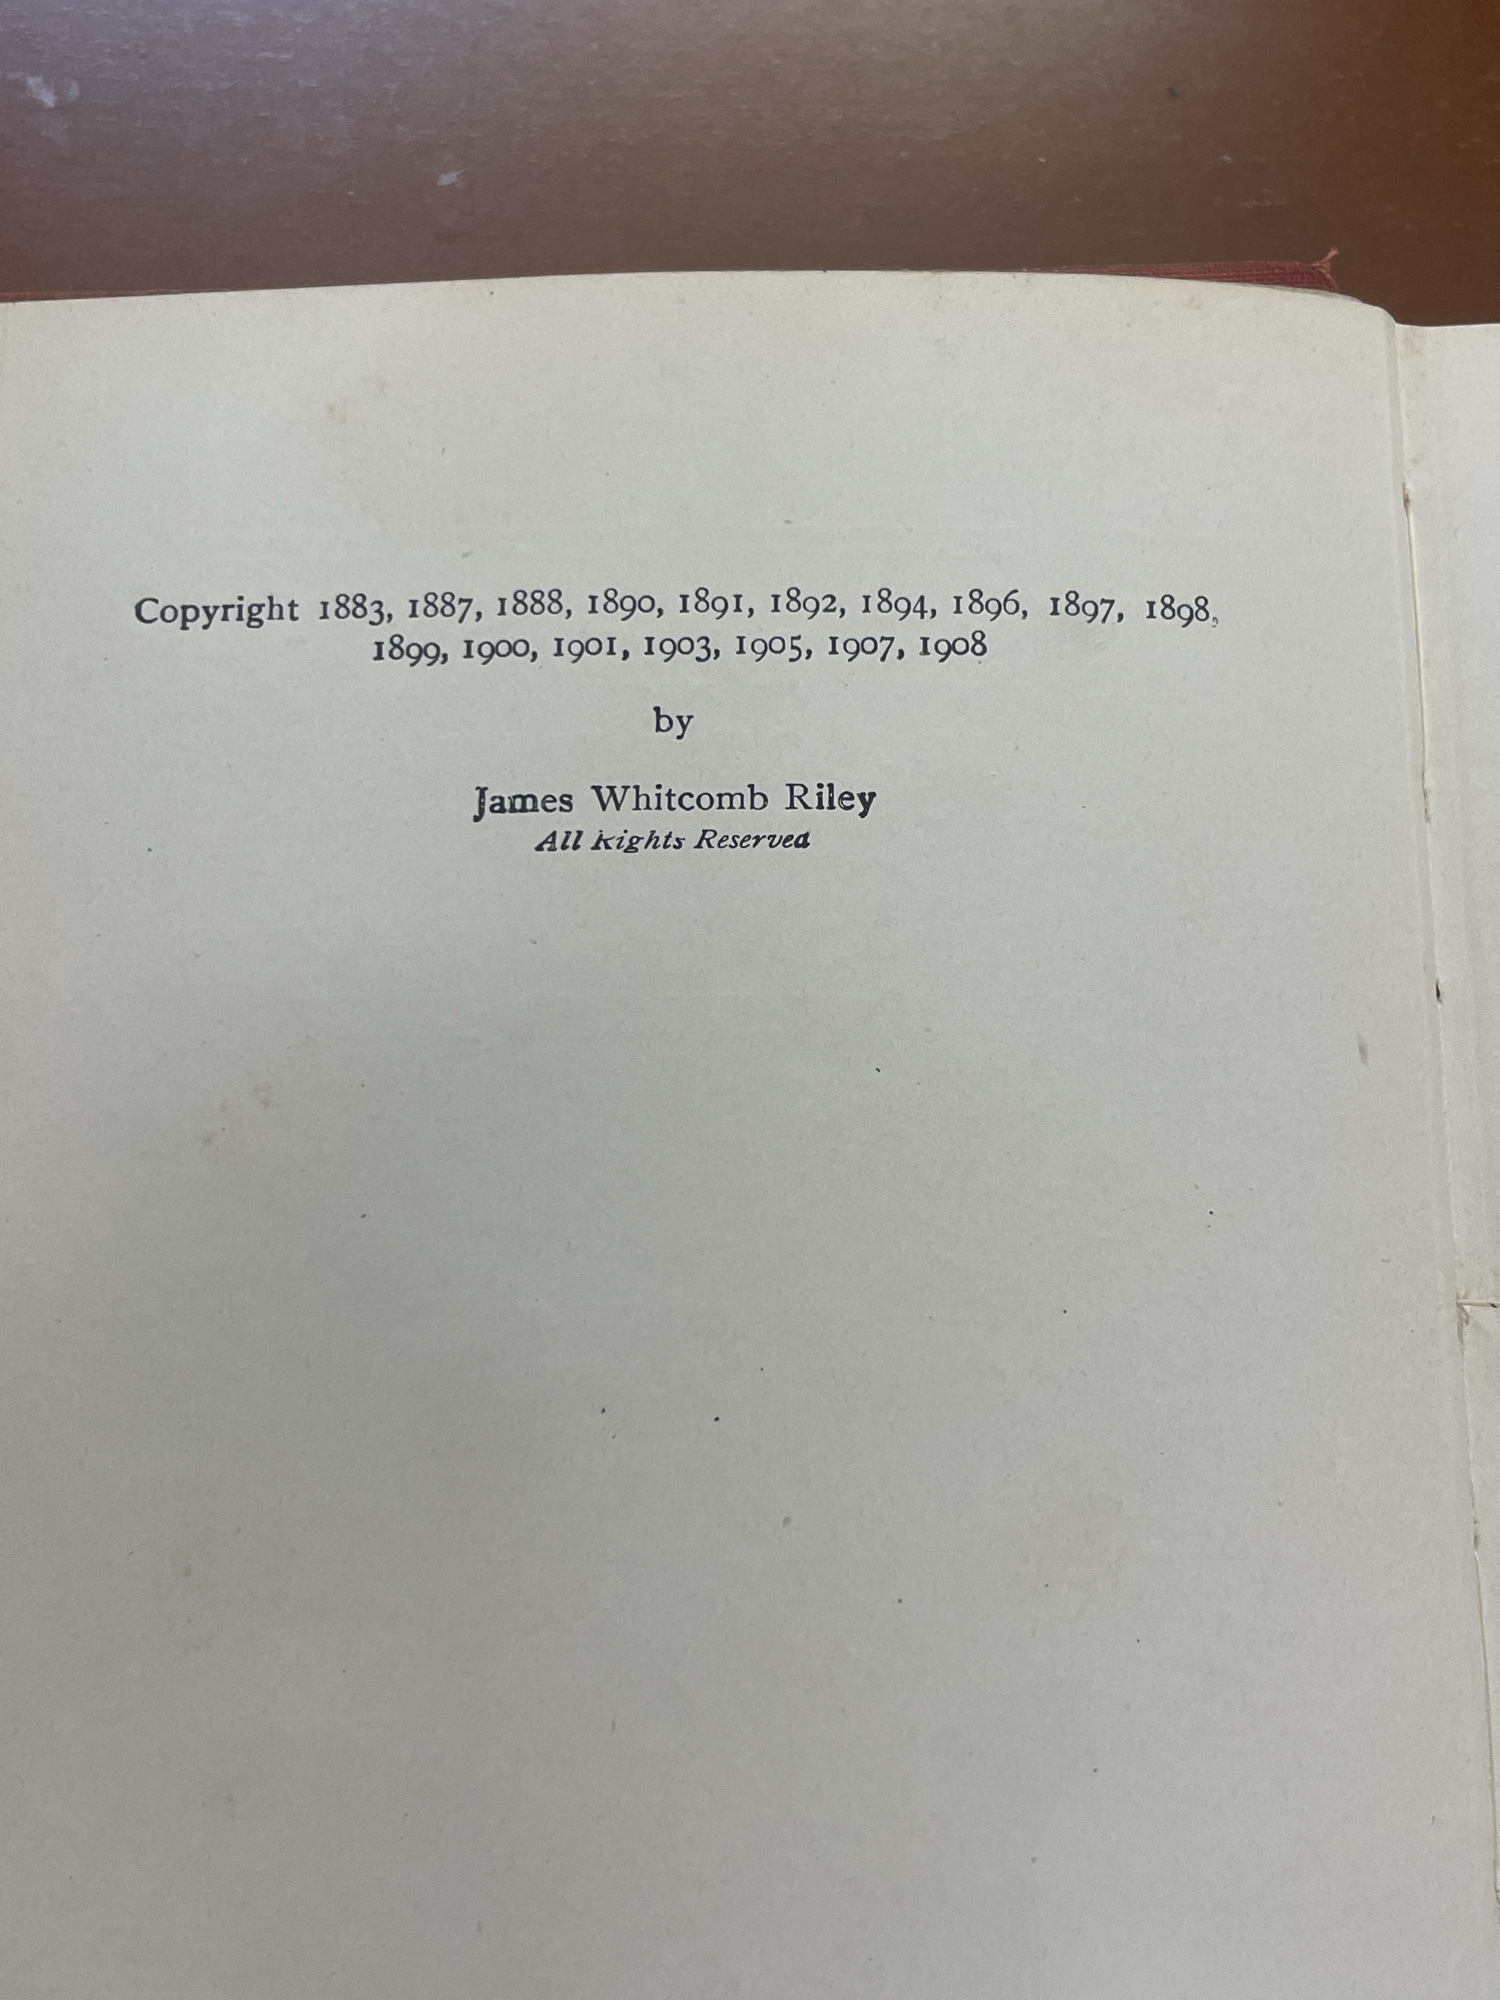 Copyright 1883, 1887, 1888, 1890, 1891, 1892, 1894, 1896, 1897, 1898,
1899, 1900, 1901, 1903, 1905, 1907, 1908
by
James Whitcomb Riley
All Rights Reserved